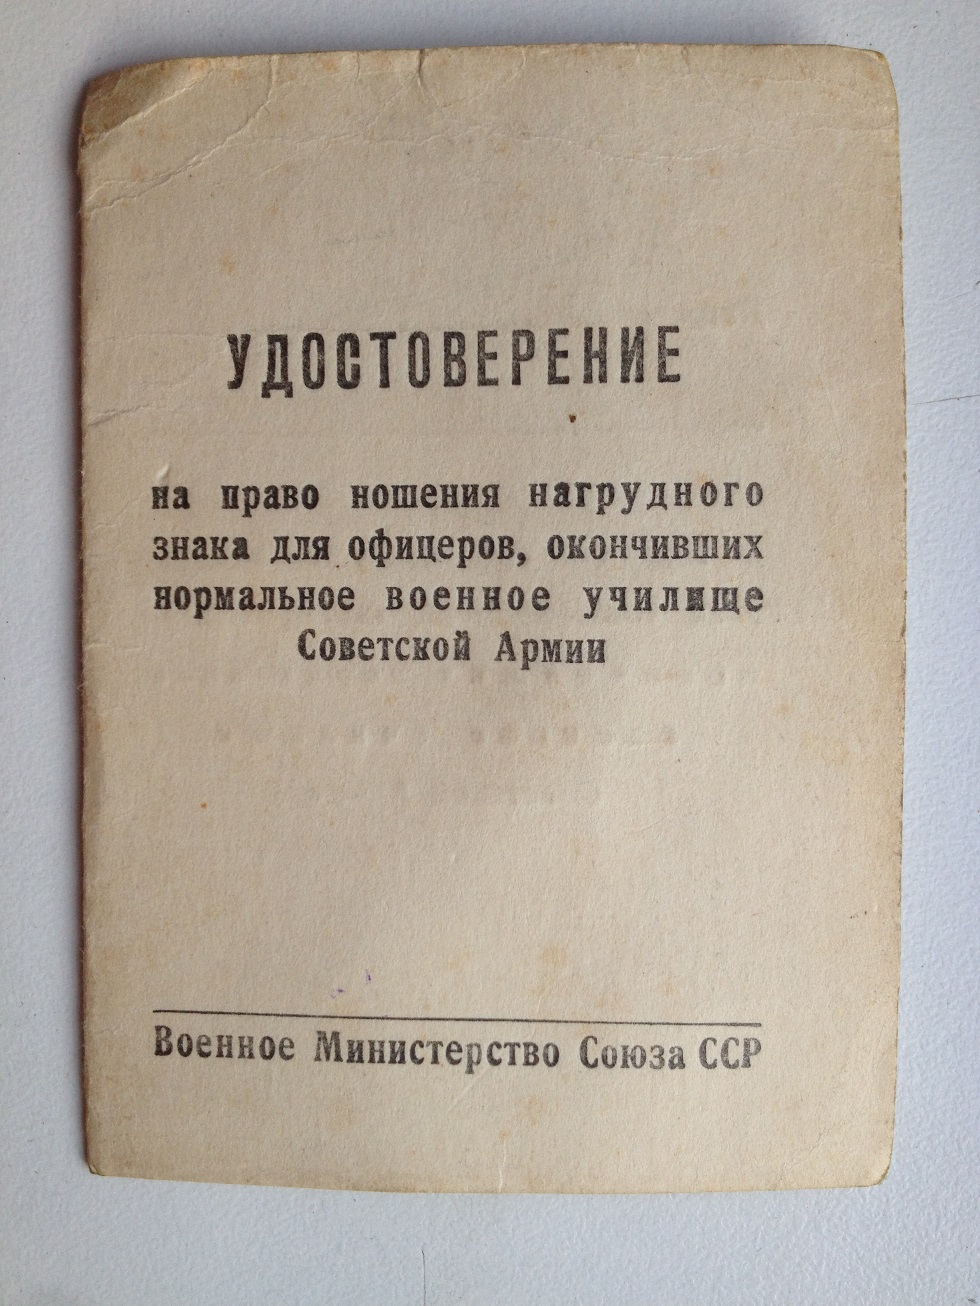 УДОСТОВЕРЕНИЕ
на право ношения нагрудного
знака для офицеров, окончивших
нормальное военное училище
Советской Армии
Военное Министерство Союза ССР